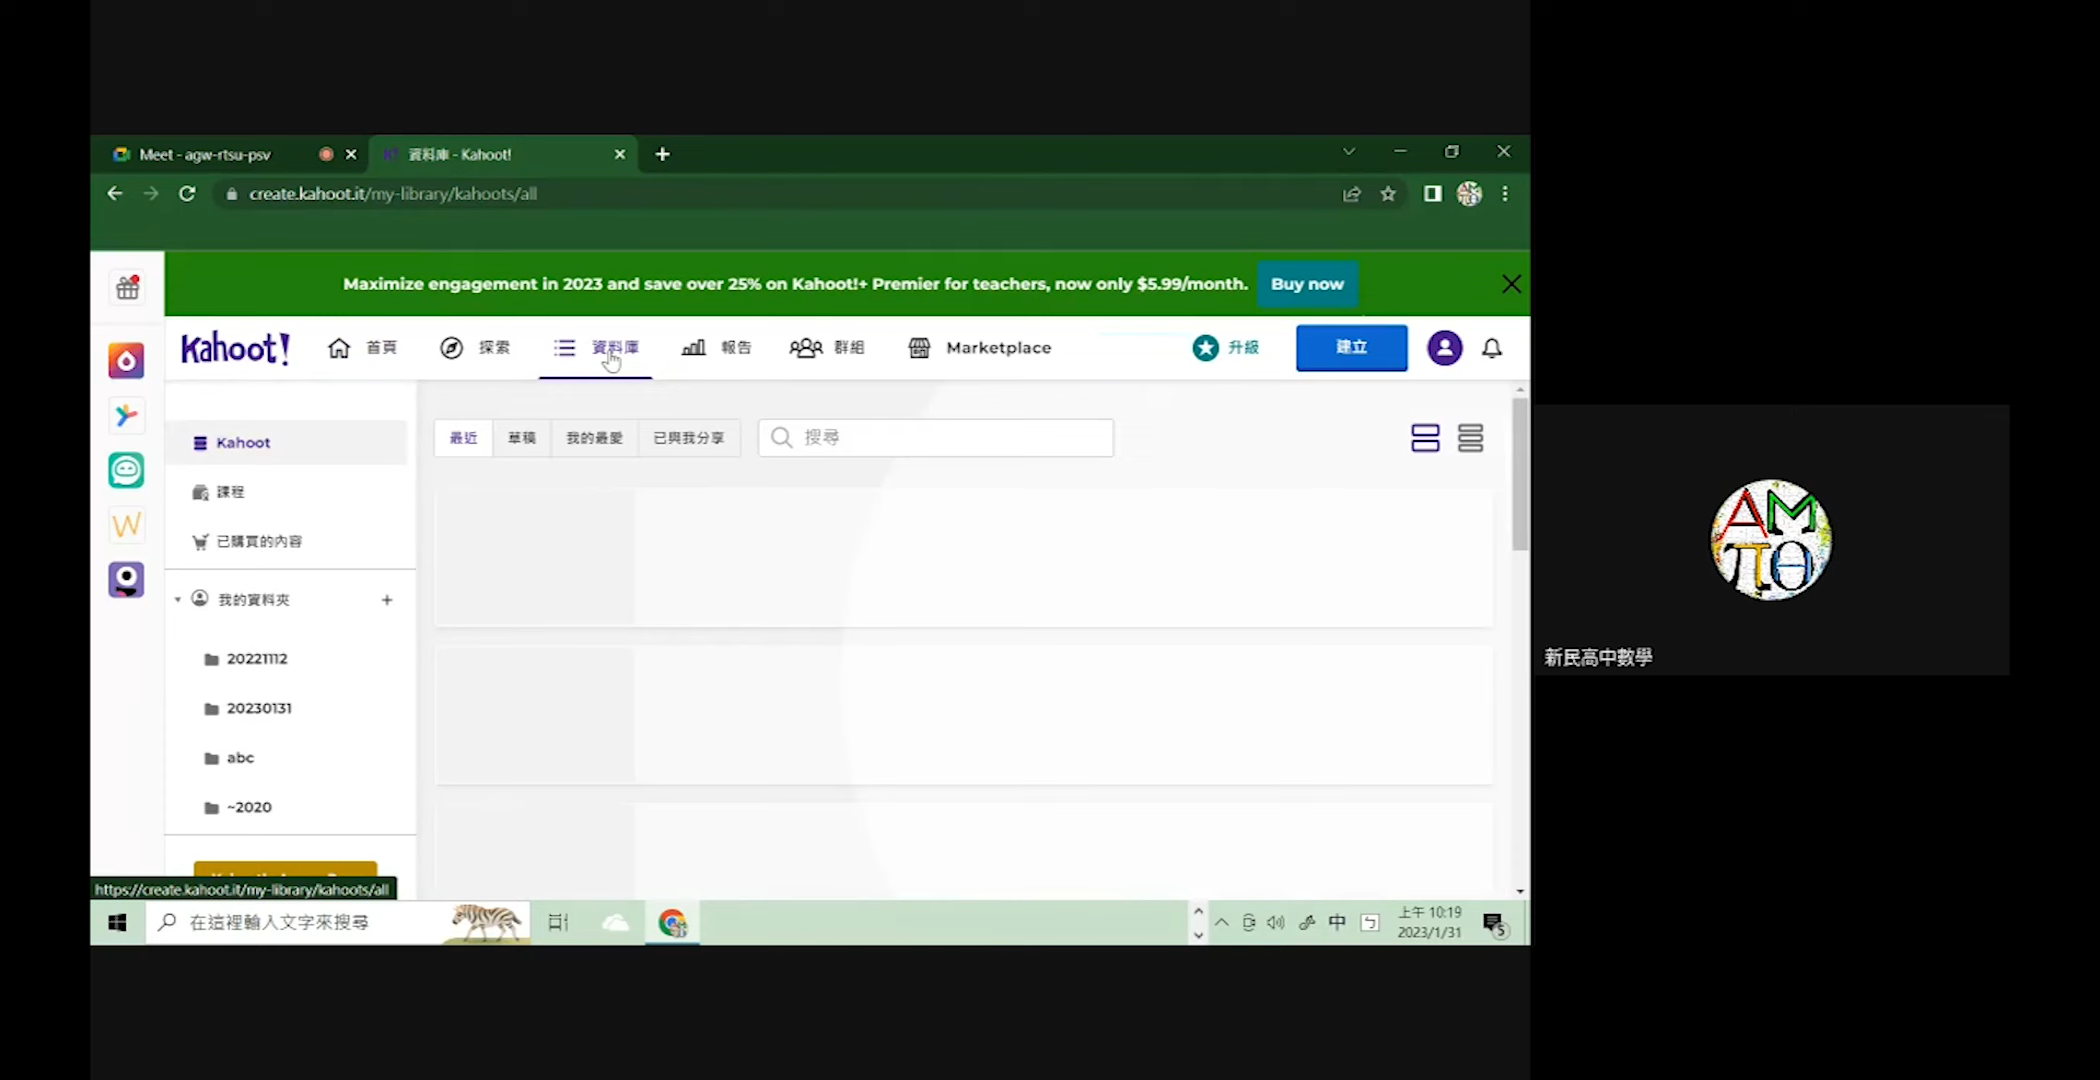 Meet - agw-rtsu-psv
資料庫 - Kahoot!
create.kahoot.it/my-library/kahoots/all
Maximize engagement in 2023 and save over 25% on Kahoot!+ Premier for teachers, now only $5.99/month.
Buy now
Kahoot!
首頁
探索
資料庫
報告
群組
Marketplace
升級
建立
Kahoot
課程
已購買的內容
我的資料夾
20221112
20230131
abc
~2020
最近
草稿
我的最愛
已與我分享
搜尋
https://create.kahoot.it/my-library/kahoots/all
在這裡輸入文字來搜尋
中
上午 10:19
2023/1/31
5
AM
πθ
新民高中數學